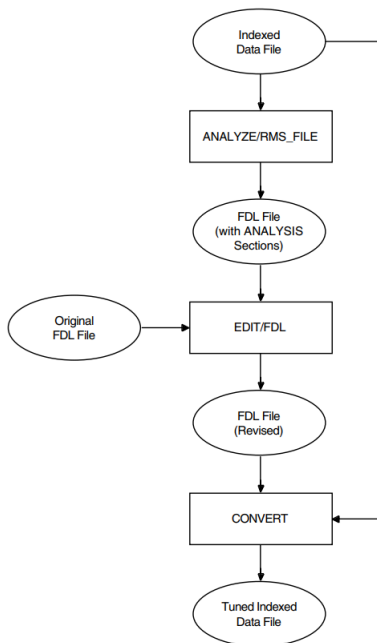 Indexed
Data File
ANALYZE/RMS_FILE
FDL File
(with ANALYSIS
Sections)
Original
FDL File
EDIT/FDL
FDL File
(Revised)
CONVERT
Tuned Indexed
Data File